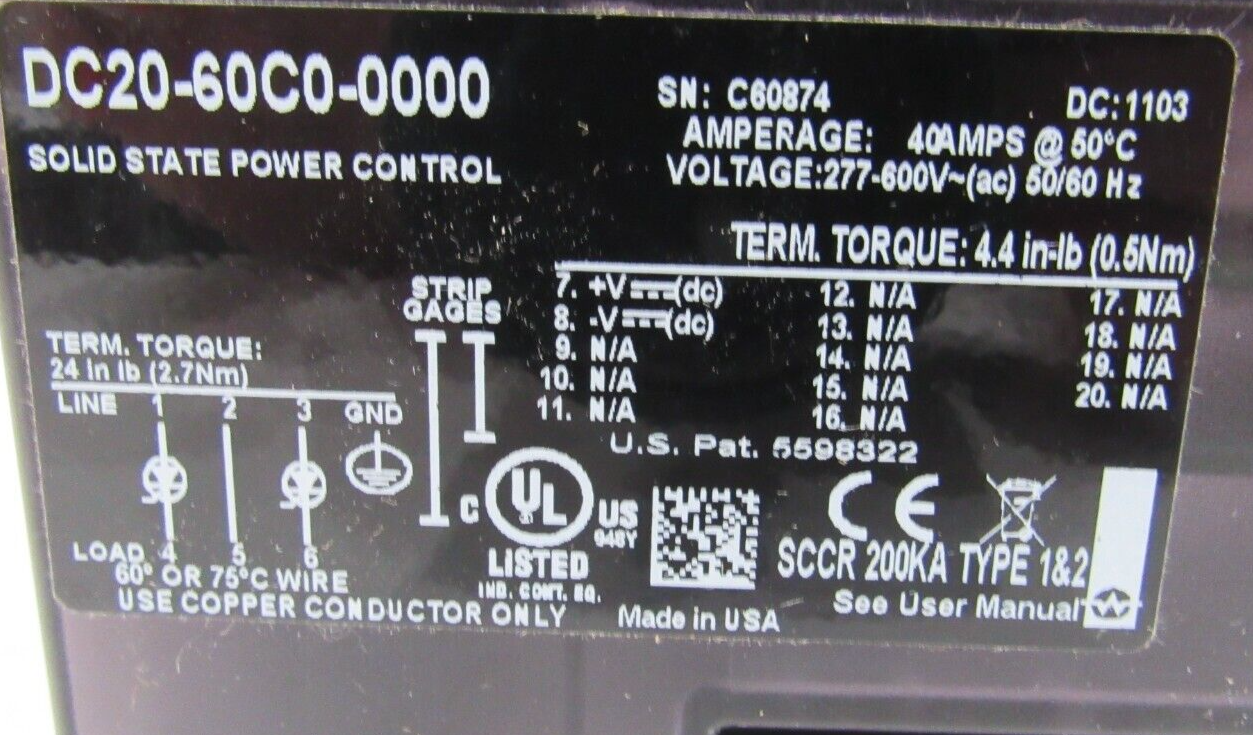 DC20-60C0-0000
SOLID STATE POWER CONTROL
SN: C60874 DC: 1103
AMPERAGE: 40AMPS @ 50°C
VOLTAGE:277-600V~(ac) 50/60 Hz
TERM. TORQUE: 4.4 in-lb (0.5Nm)
7. +V⎓(dc) 12. N/A 17. N/A
8. -V⎓(dc) 13. N/A 18. N/A
9. N/A 14. N/A 19. N/A
10. N/A 15. N/A 20. N/A
11. N/A 16. N/A
STRIP
GAGES
TERM. TORQUE:
24 in lb (2.7Nm)
LINE 1 2 3 GND
LOAD 4 5 6
60° OR 75°C WIRE
USE COPPER CONDUCTOR ONLY
U.S. Pat. 5598322
C UL US
LISTED
IND. CONT. EQ.
Made in USA
CE
SCCR 200KA TYPE 1&2
See User Manual